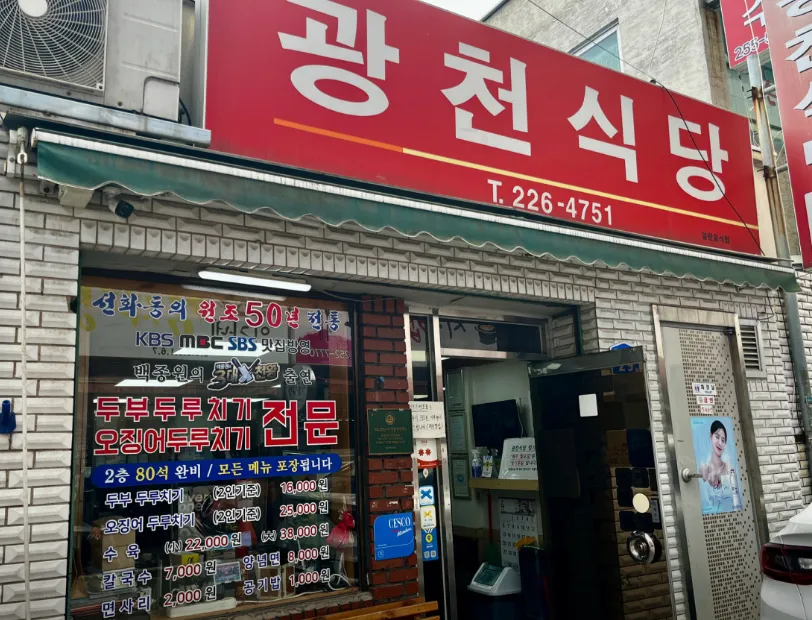 광천식당
T. 226-4751
선화동의 원조 50년 전통
KBS MBC SBS 맛집방영
백종원의 3대천왕 출연
두부두루치기
오징어두루치기 전문
2층 80석 완비 / 모든 메뉴 포장됩니다
두부 두루치기 (2인기준) 16,000원
오징어 두루치기 (2인기준) 25,000원
수육 (小) 22,000원 (大) 38,000원
칼국수 7,000원 양념면 8,000원
면사리 2,000원 공기밥 1,000원
CESCO